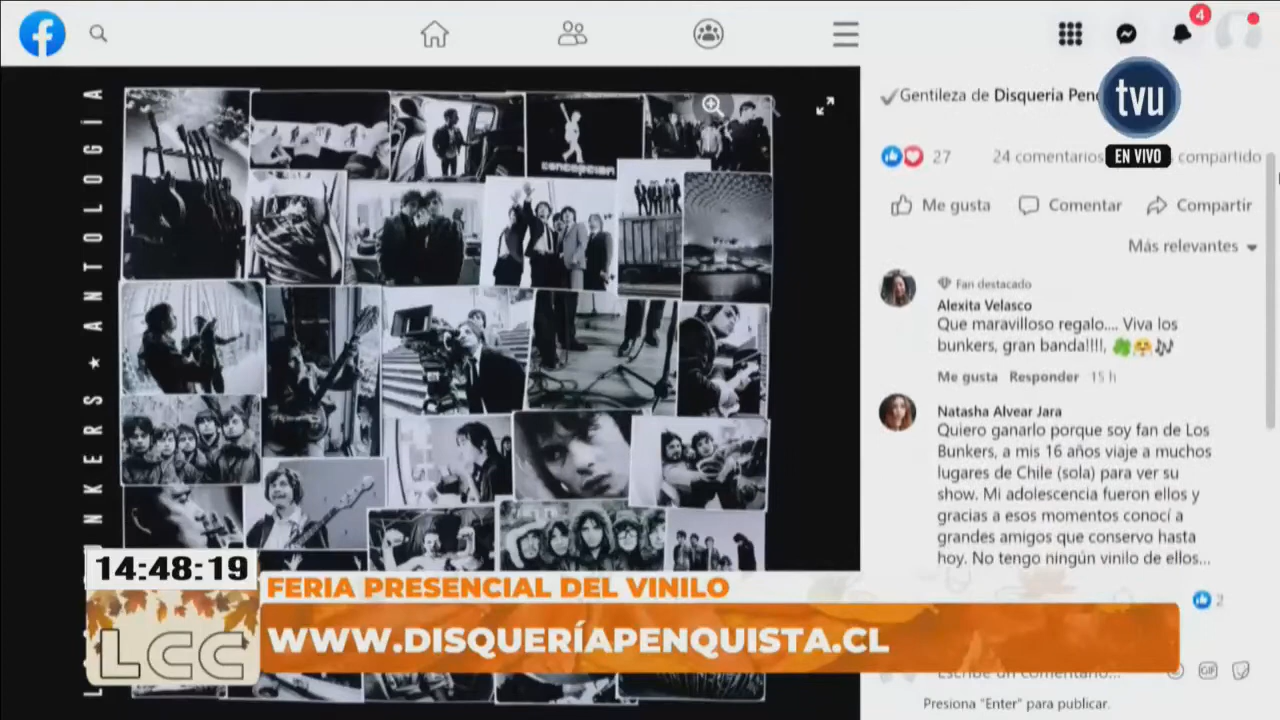 4
Gentileza de Disquería Pen
tvu
EN VIVO
27
24 comentarios
compartido
Me gusta
Comentar
Compartir
Más relevantes
Fan destacado
Alexita Velasco
Que maravilloso regalo.... Viva los
bunkers, gran banda!!!!,
Me gusta Responder 15 h
Natasha Alvear Jara
Quiero ganarlo porque soy fan de Los
Bunkers, a mis 16 años viaje a muchos
lugares de Chile (sola) para ver su
show. Mi adolescencia fueron ellos y
gracias a esos momentos conocí a
grandes amigos que conservo hasta
hoy. No tengo ningún vinilo de ellos...
2
GIF
Presiona "Enter" para publicar.
NKERS ★ ANTOLOGÍA
concepcion
14:48:19
LCC
FERIA PRESENCIAL DEL VINILO
WWW.DISQUERÍAPENQUISTA.CL